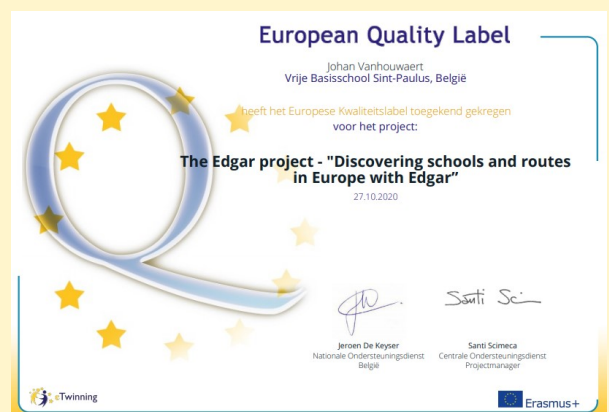 European Quality Label
Johan Vanhouwaert
Vrije Basisschool Sint-Paulus, België
heeft het Europese Kwaliteitslabel toegekend gekregen
voor het project:
The Edgar project - "Discovering schools and routes
in Europe with Edgar”
27.10.2020
Santi Sci
Jeroen De Keyser
Nationale Ondersteuningsdienst
België
Santi Scimeca
Centrale Ondersteuningsdienst
Projectmanager
eTwinning
Erasmus+